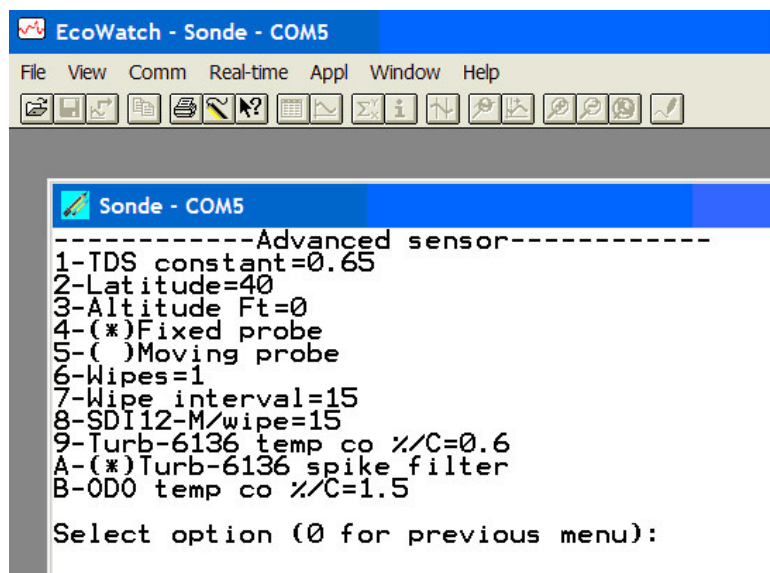 EcoWatch - Sonde - COM5
File View Comm Real-time Appl Window Help
Sonde - COM5
------------Advanced sensor------------
1-TDS constant=0.65
2-Latitude=40
3-Altitude Ft=0
4-(*)Fixed probe
5-( )Moving probe
6-Wipes=1
7-Wipe interval=15
8-SDI12-M/wipe=15
9-Turb-6136 temp co %/C=0.6
A-(*)Turb-6136 spike filter
B-ODO temp co %/C=1.5
Select option (0 for previous menu):